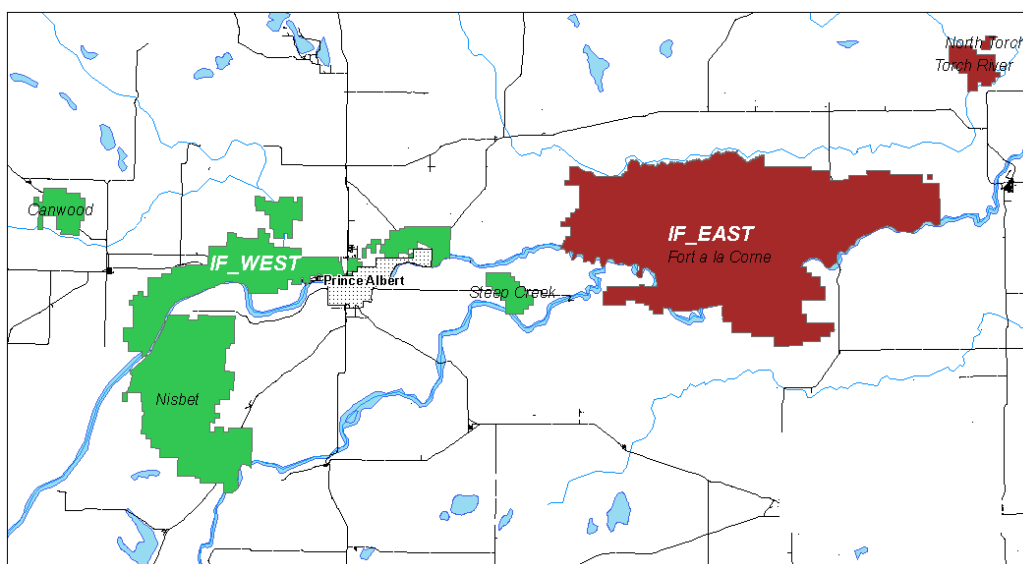 North Torch
Torch River
Canwood
IF_EAST
Fort a la Corne
IF_WEST
Prince Albert
Steep Creek
Nisbet